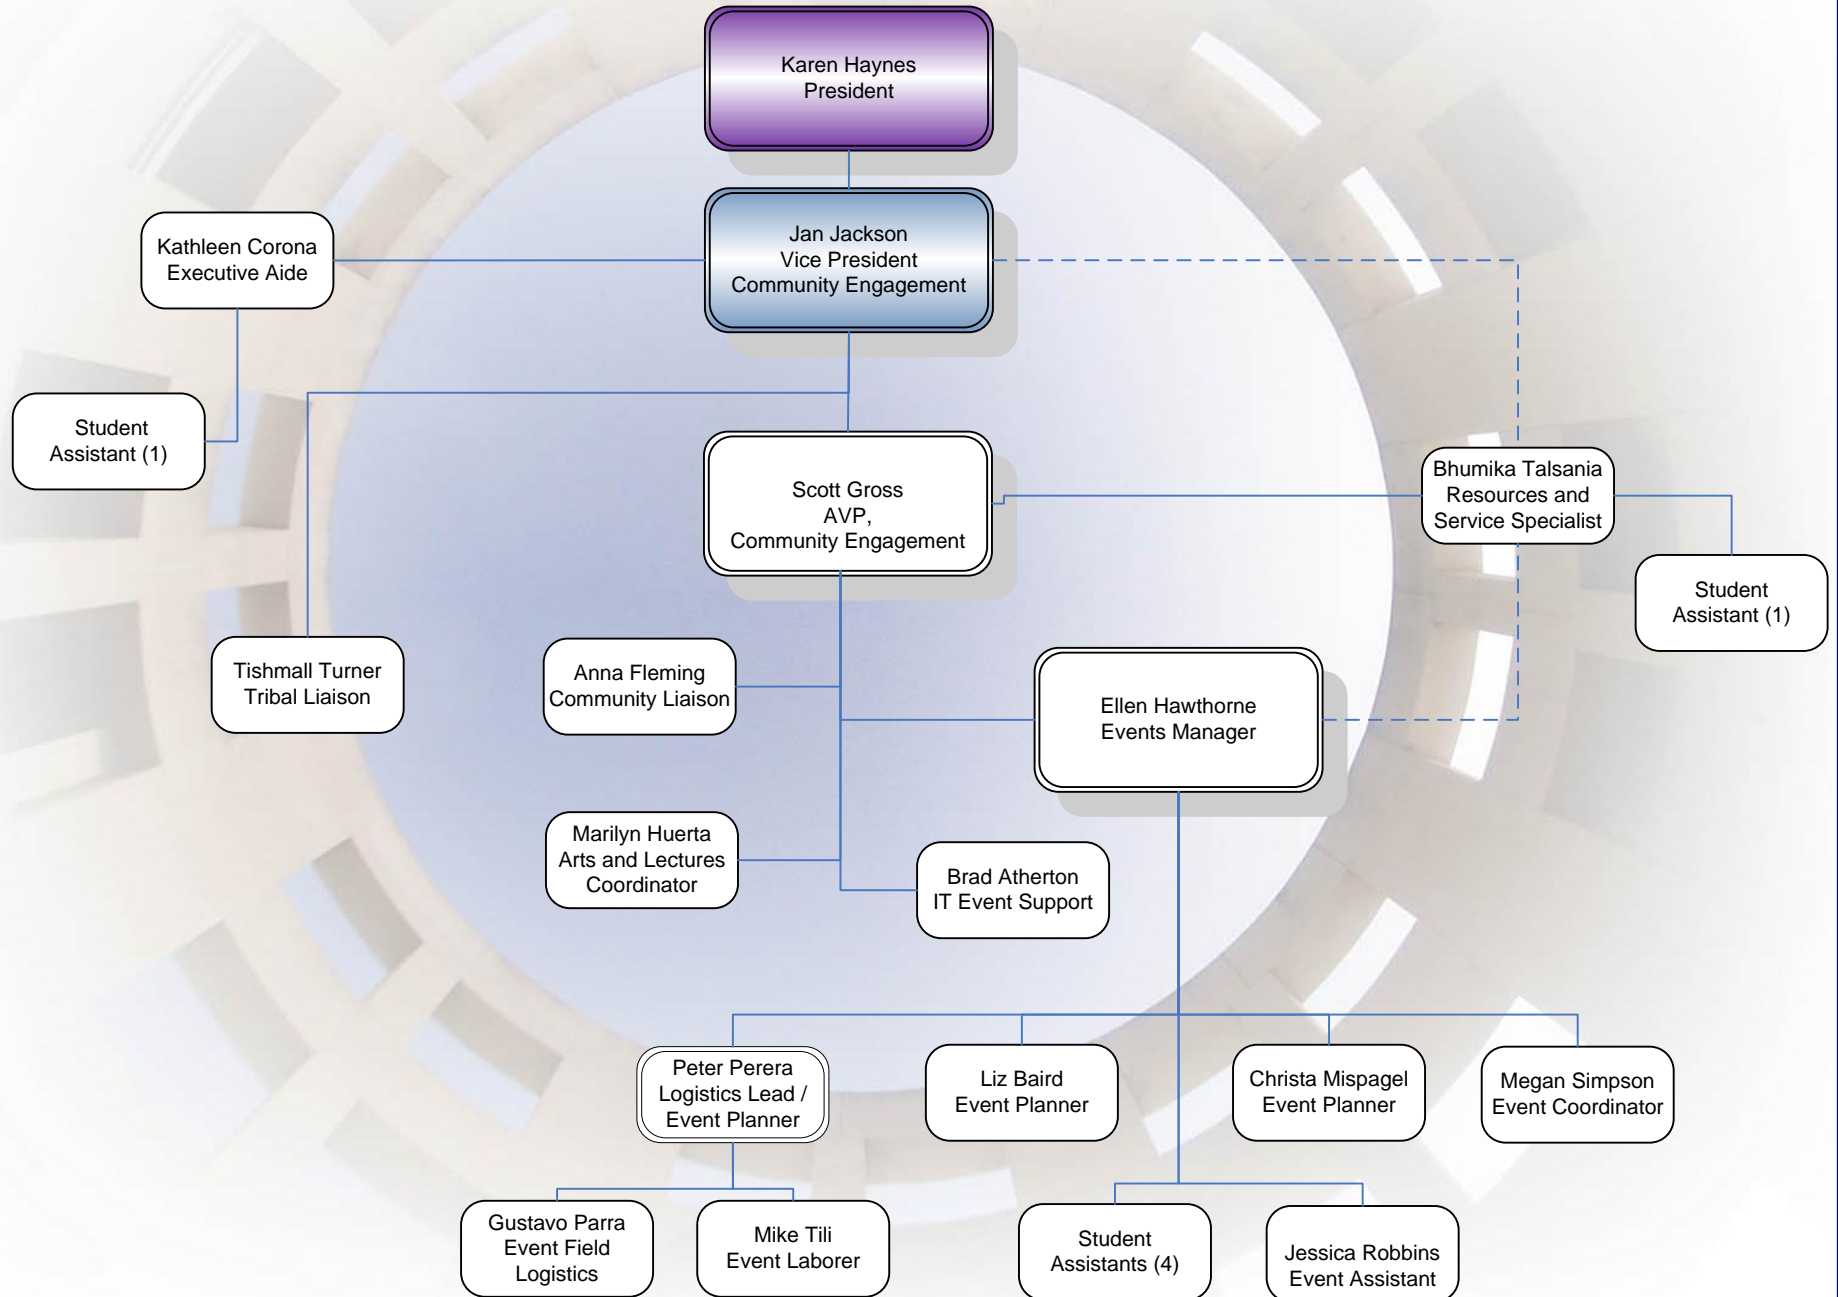 Karen Haynes
President
Jan Jackson
Vice President
Community Engagement
Kathleen Corona
Executive Aide
Student
Assistant (1)
Scott Gross
AVP,
Community Engagement
Bhumika Talsania
Resources and
Service Specialist
Student
Assistant (1)
Tishmall Turner
Tribal Liaison
Anna Fleming
Community Liaison
Ellen Hawthorne
Events Manager
Marilyn Huerta
Arts and Lectures
Coordinator
Brad Atherton
IT Event Support
Peter Perera
Logistics Lead /
Event Planner
Liz Baird
Event Planner
Christa Mispagel
Event Planner
Megan Simpson
Event Coordinator
Gustavo Parra
Event Field
Logistics
Mike Tili
Event Laborer
Student
Assistants (4)
Jessica Robbins
Event Assistant